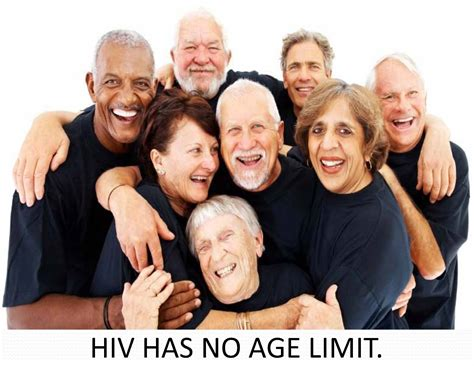 HIV HAS NO AGE LIMIT.